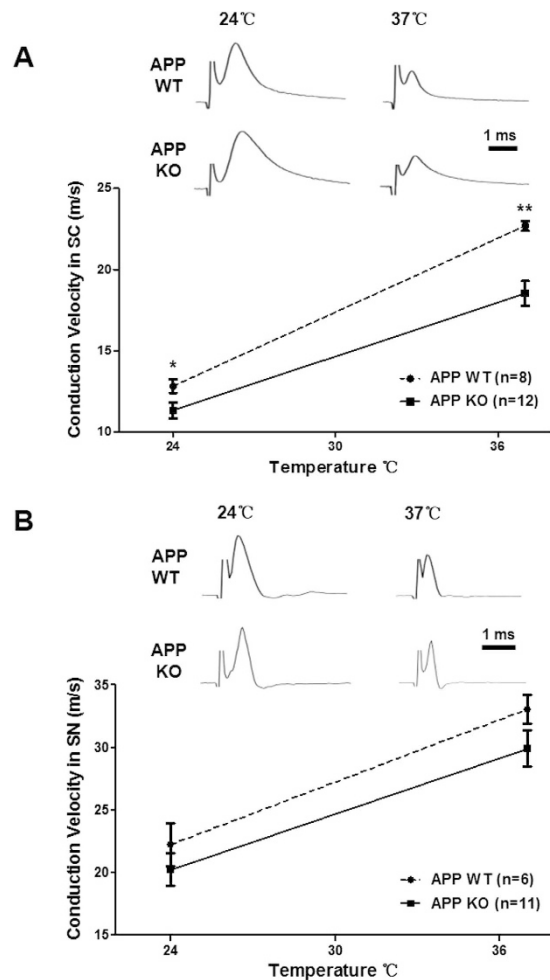 24℃ 37℃
A
APP WT
APP KO
1 ms
Conduction Velocity in SC (m/s)
25
20
15
10
*
**
APP WT (n=8)
APP KO (n=12)
24 30 36
Temperature ℃
B
24℃ 37℃
APP WT
APP KO
1 ms
Conduction Velocity in SN (m/s)
35
30
25
20
15
APP WT (n=6)
APP KO (n=11)
24 30 36
Temperature ℃